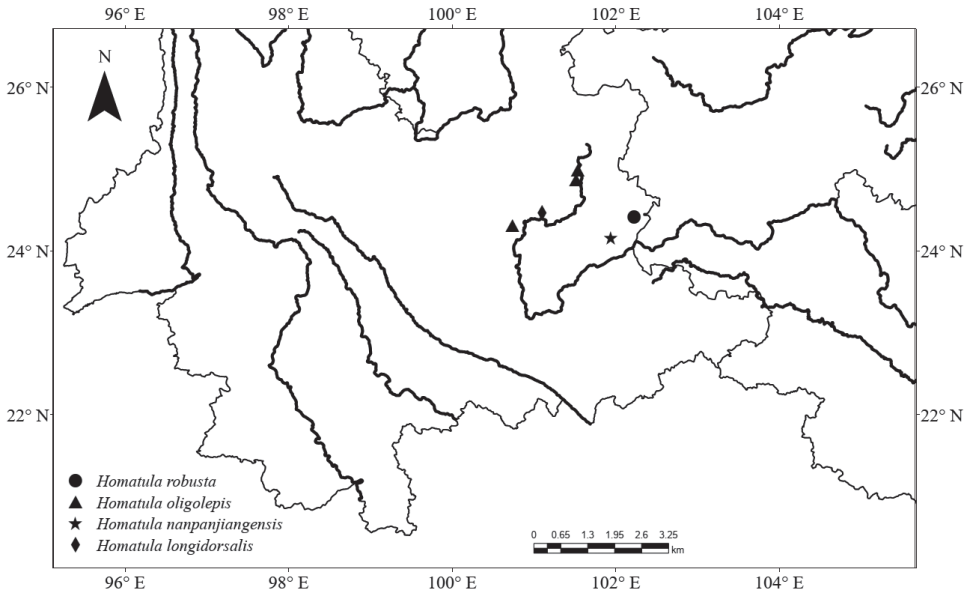 96° E 98° E 100° E 102° E 104° E
N
26° N 26° N
24° N 24° N
22° N 22° N
Homatula robusta
Homatula oligolepis
Homatula nanpanjiangensis
Homatula longidorsalis
0 0.65 1.3 1.95 2.6 3.25
km
96° E 98° E 100° E 102° E 104° E